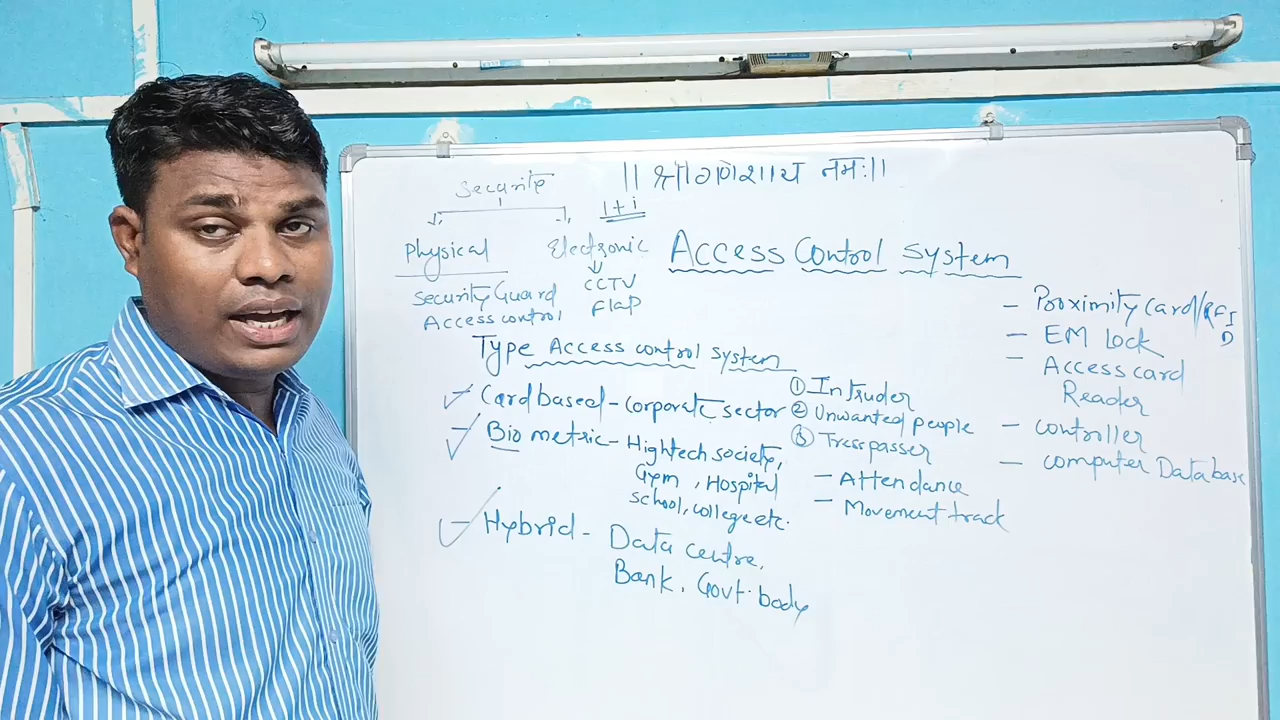 ॥ श्री गणेशाय नमः॥
Security
1+1
Physical
Electronic
Security Guard
Access control
CCTV
Flap
Access Control System
Type Access control system
Card based - corporate sector
Bio metric - Hightech society,
Gym, Hospital
school, college etc.
Hybrid - Data centre,
Bank, Govt. body
① Intruder
② Unwanted people
③ Tresspasser
- Attendance
- Movement track
- Proximity card/RFID
- EM Lock
- Access card
Reader
- controller
- computer Database